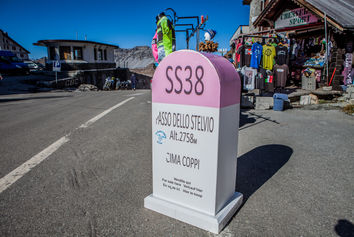 SS38
PASSO DELLO STELVIO
Alt.2758M
CIMA COPPI
SPORT